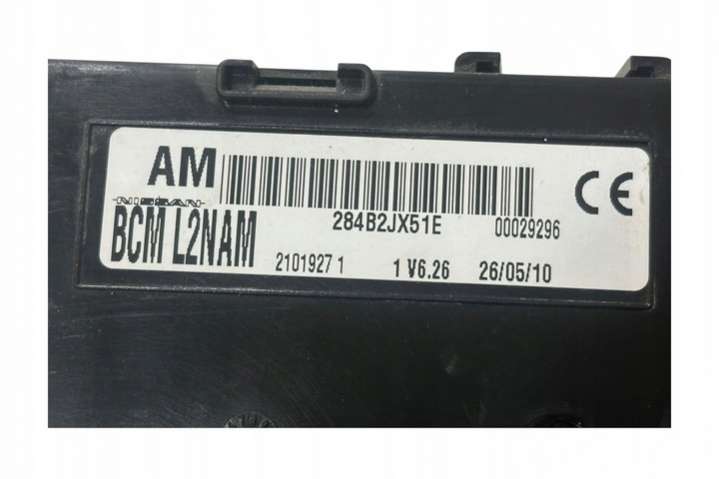 AM
NISSAN
284B2JX51E 00029296
BCM L2NAM
2101927 1 1 V6.26 26/05/10
CE